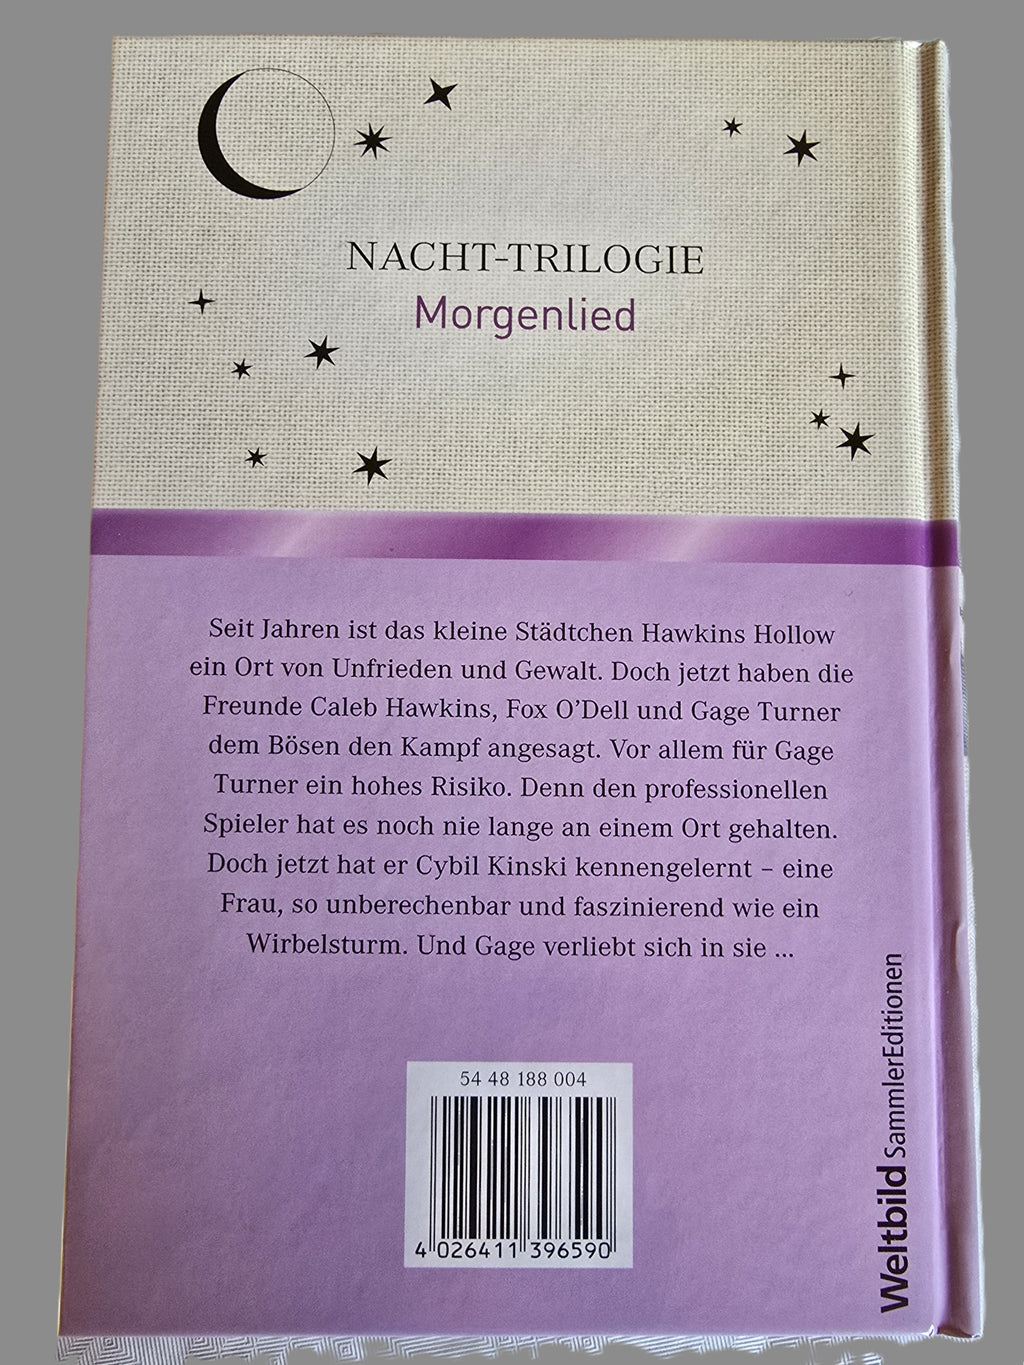 NACHT-TRILOGIE
Morgenlied
Seit Jahren ist das kleine Städtchen Hawkins Hollow
ein Ort von Unfrieden und Gewalt. Doch jetzt haben die
Freunde Caleb Hawkins, Fox O’Dell und Gage Turner
dem Bösen den Kampf angesagt. Vor allem für Gage
Turner ein hohes Risiko. Denn den professionellen
Spieler hat es noch nie lange an einem Ort gehalten.
Doch jetzt hat er Cybil Kinski kennengelernt – eine
Frau, so unberechenbar und faszinierend wie ein
Wirbelsturm. Und Gage verliebt sich in sie ...
54 48 188 004
4 026411 396590
Weltbild SammlerEditionen